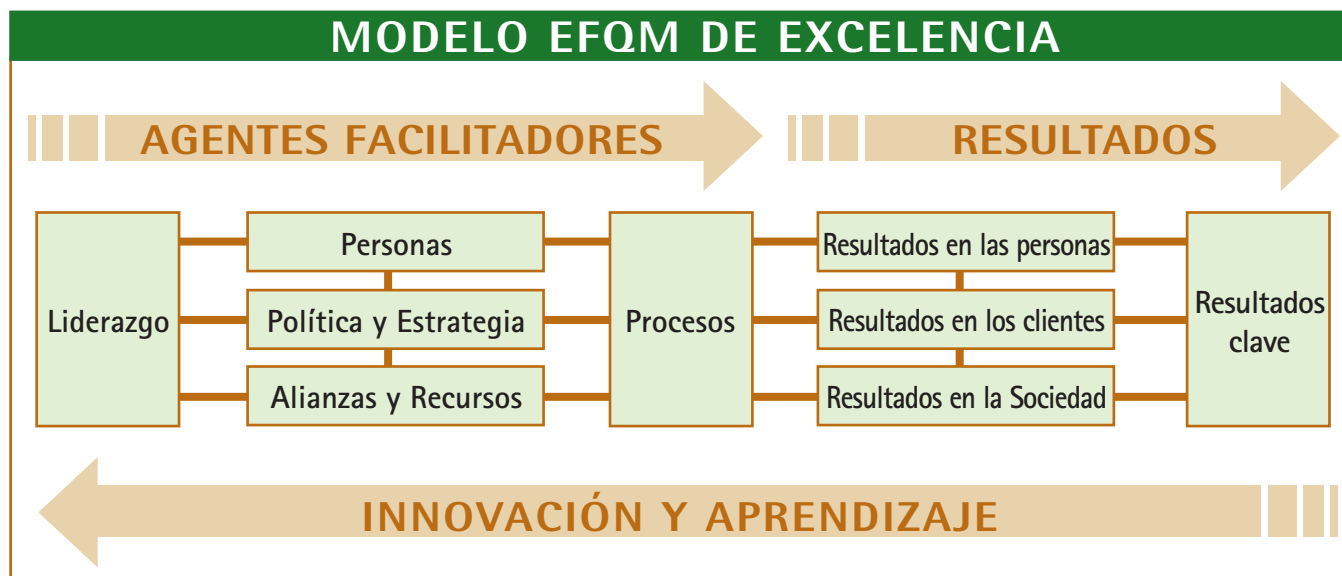 MODELO EFQM DE EXCELENCIA
AGENTES FACILITADORES
RESULTADOS
Liderazgo
Personas
Política y Estrategia
Alianzas y Recursos
Procesos
Resultados en las personas
Resultados en los clientes
Resultados en la Sociedad
Resultados
clave
INNOVACIÓN Y APRENDIZAJE